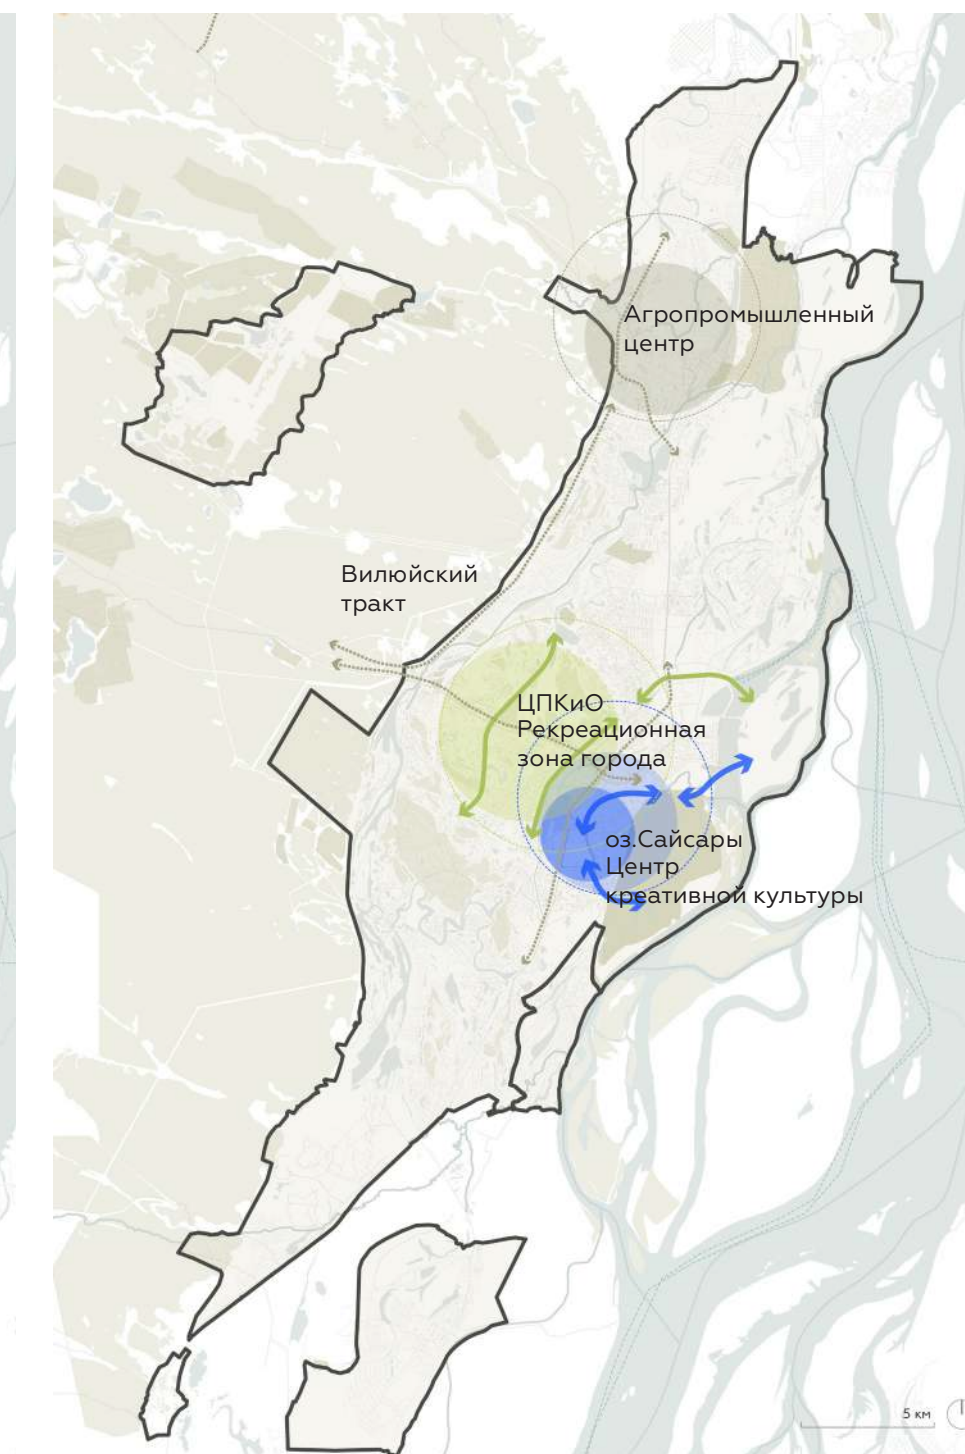 Агропромышленный
центр
Вилюйский
тракт
ЦПКиО
Рекреационная
зона города
оз.Сайсары
Центр
креативной культуры
5 км